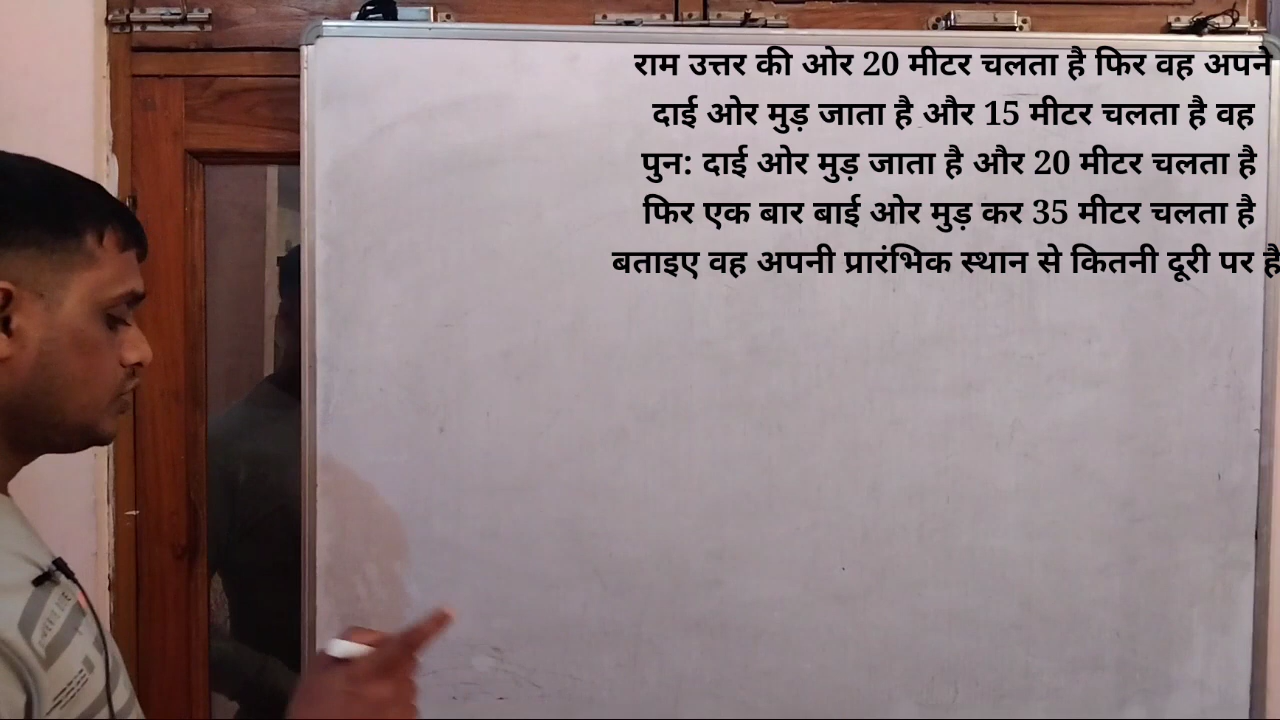 राम उत्तर की ओर 20 मीटर चलता है फिर वह अपने
दाई ओर मुड़ जाता है और 15 मीटर चलता है वह
पुन: दाई ओर मुड़ जाता है और 20 मीटर चलता है
फिर एक बार बाई ओर मुड़ कर 35 मीटर चलता है
बताइए वह अपनी प्रारंभिक स्थान से कितनी दूरी पर है